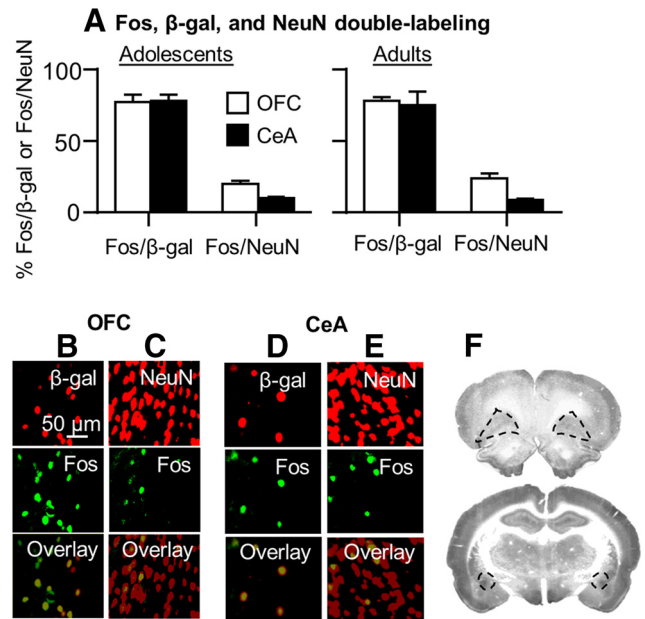 A Fos, β-gal, and NeuN double-labeling
Adolescents
Adults
% Fos/β-gal or Fos/NeuN
100
50
0
OFC
CeA
Fos/β-gal Fos/NeuN
Fos/β-gal Fos/NeuN
OFC
CeA
B C D E F
β-gal NeuN β-gal NeuN
50 µm
Fos Fos Fos Fos
Overlay Overlay Overlay Overlay